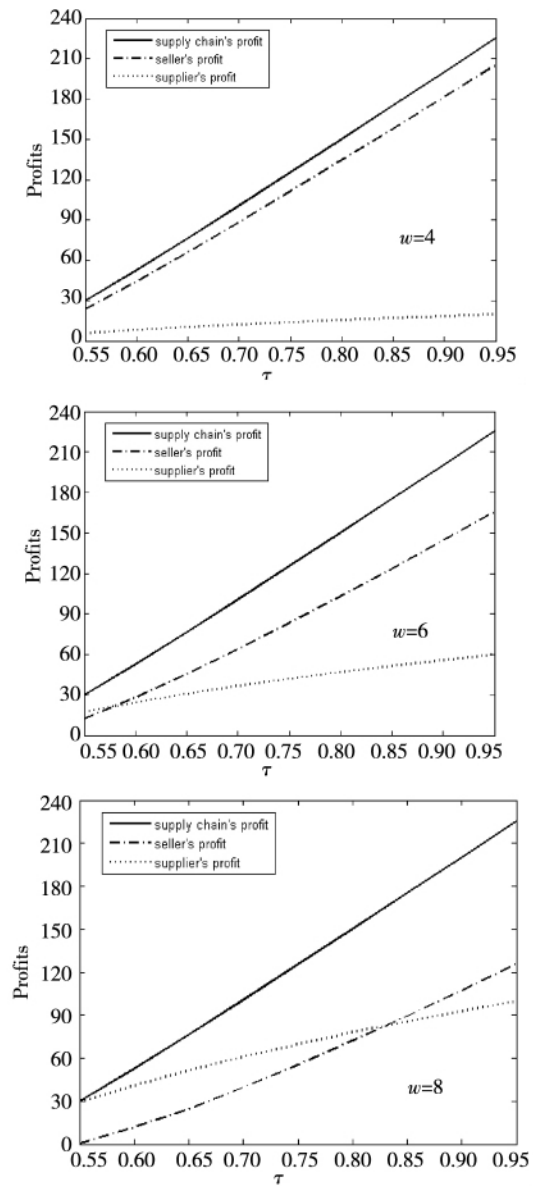 240
210
180
150
120
90
60
30
0
Profits
supply chain's profit
seller's profit
supplier's profit
w=4
0.55 0.60 0.65 0.70 0.75 0.80 0.85 0.90 0.95
τ
240
210
180
150
120
90
60
30
0
Profits
supply chain's profit
seller's profit
supplier's profit
w=6
0.55 0.60 0.65 0.70 0.75 0.80 0.85 0.90 0.95
τ
240
210
180
150
120
90
60
30
0
Profits
supply chain's profit
seller's profit
supplier's profit
w=8
0.55 0.60 0.65 0.70 0.75 0.80 0.85 0.90 0.95
τ